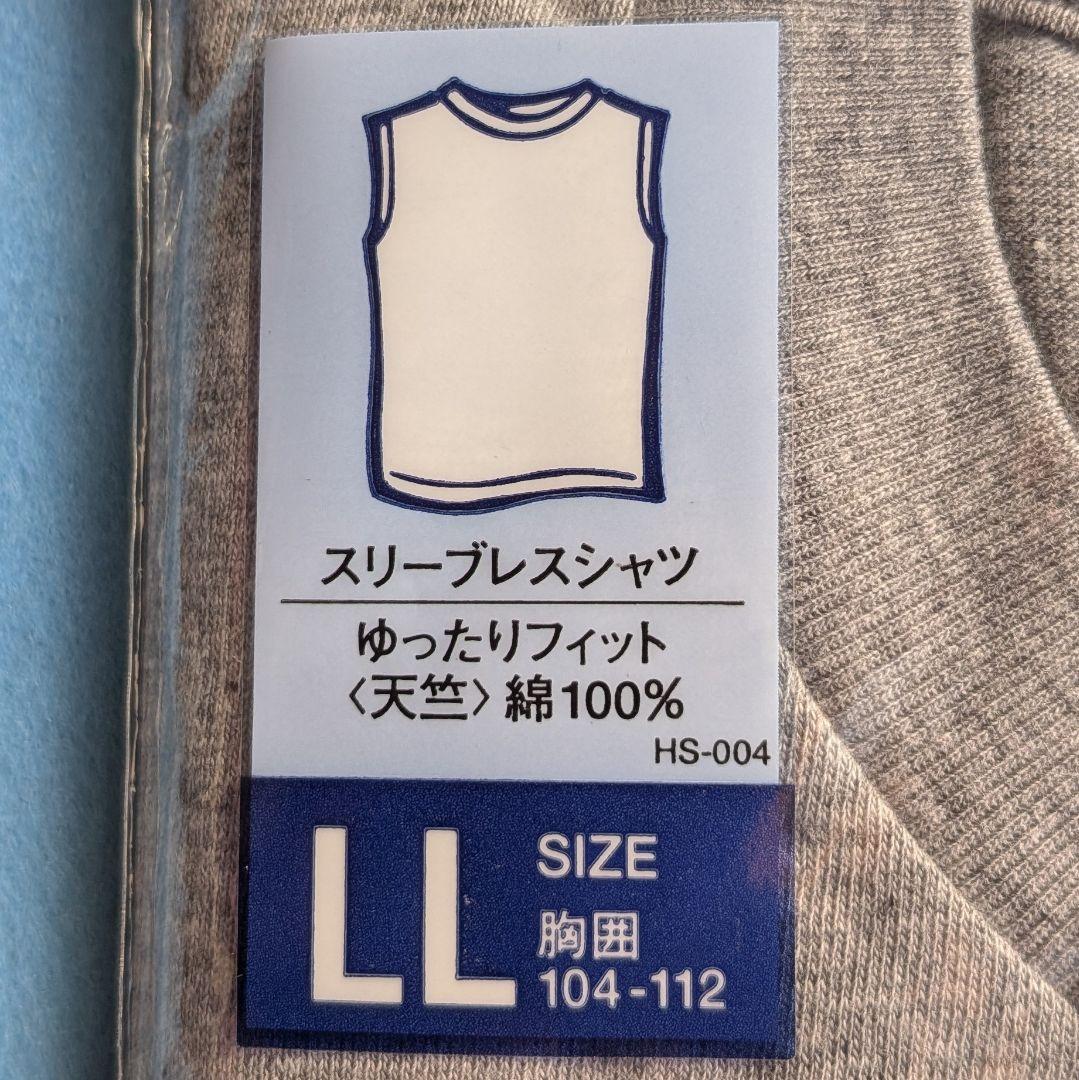 スリーブレスシャツ
ゆったりフィット
〈天竺〉綿100%
HS-004
LL SIZE
胸囲
104-112